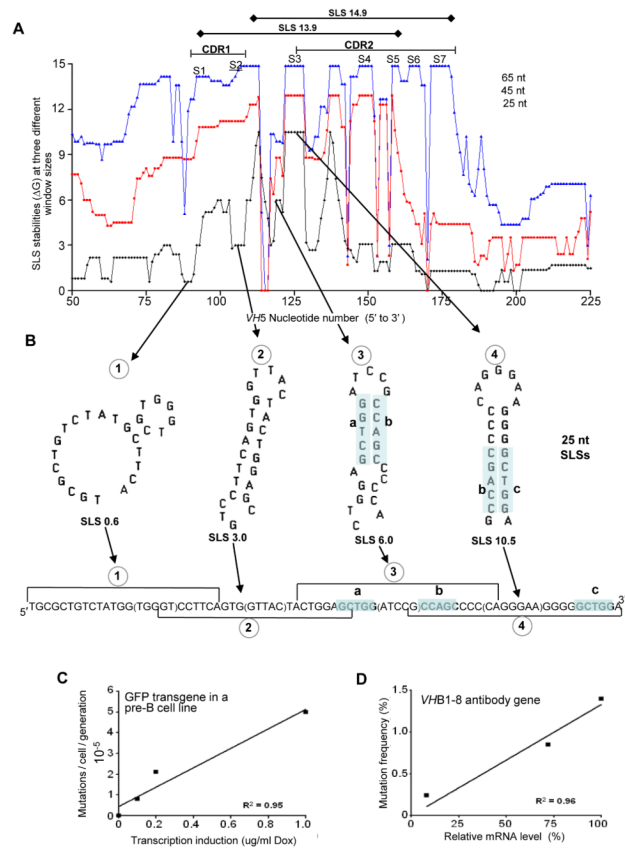 SLS 14.9
SLS 13.9
A
CDR1
CDR2
S1
S2
S3
S4
S5
S6
S7
65 nt
45 nt
25 nt
SLS stabilities (ΔG) at three different window sizes
15
12
9
6
3
0
50
75
100
125
150
175
200
225
VH5 Nucleotide number (5' to 3')
B
1
2
3
4
a
b
b
c
25 nt
SLSs
SLS 0.6
SLS 3.0
SLS 6.0
SLS 10.5
1
3
a
b
c
5' TGCGCTGTCTATGG(TGGGT)CCTTCAGTG(GTTAC)TACTGGAGCTGG(ATCCG)CCAGCCCCC(CAGGGAA)GGGGGCTGGA 3'
2
4
C
GFP transgene in a
pre-B cell line
Mutations / cell / generation
10-5
6
5
4
3
2
1
0
0
0.2
0.4
0.6
0.8
1.0
R² = 0.95
Transcription induction (ug/ml Dox)
D
VHB1-8 antibody gene
Mutation frequency (%)
1.5
1.0
0.5
0
0
25
50
75
100
R² = 0.96
Relative mRNA level (%)